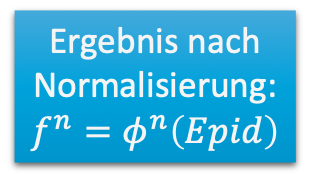 Ergebnis nach
Normalisierung:
fⁿ = ϕⁿ(Epid)